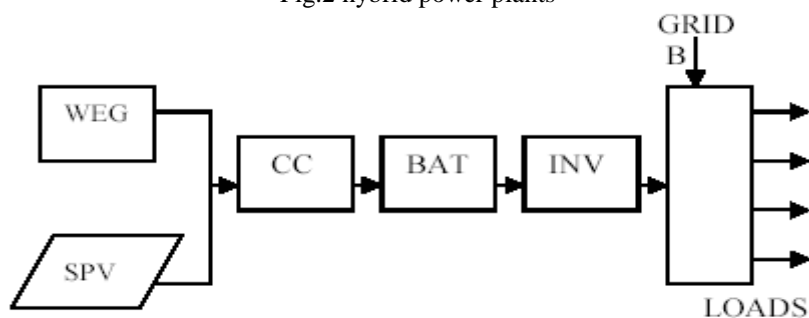 Fig.2 hybrid power plants
GRID
B
WEG
CC
BAT
INV
SPV
LOADS